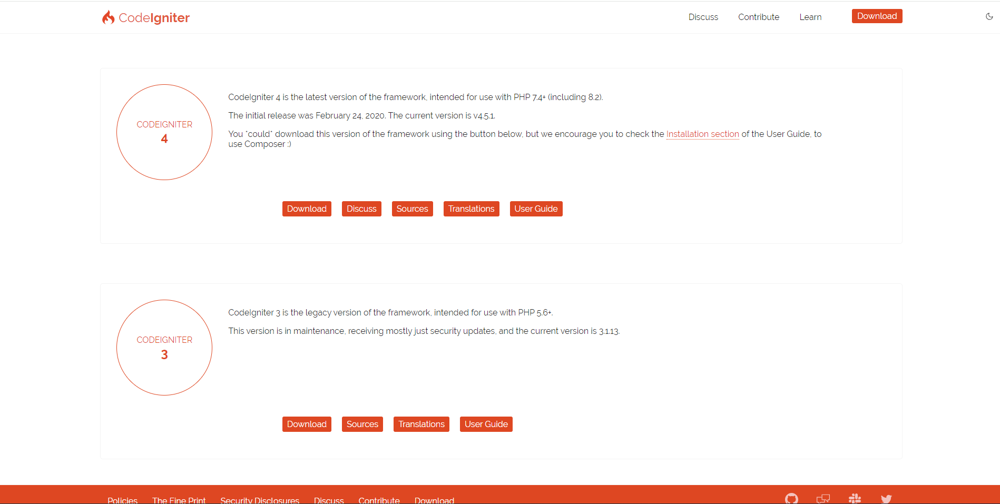 CodeIgniter
Discuss Contribute Learn Download
CODEIGNITER
4
CodeIgniter 4 is the latest version of the framework, intended for use with PHP 7.4+ (including 8.2).
The initial release was February 24, 2020. The current version is v4.5.1.
You *could* download this version of the framework using the button below, but we encourage you to check the Installation section of the User Guide, to
use Composer :)
Download Discuss Sources Translations User Guide
CODEIGNITER
3
CodeIgniter 3 is the legacy version of the framework, intended for use with PHP 5.6+.
This version is in maintenance, receiving mostly just security updates, and the current version is 3.1.13.
Download Sources Translations User Guide
Policies The Fine Print Security Disclosures Discuss Contribute Download